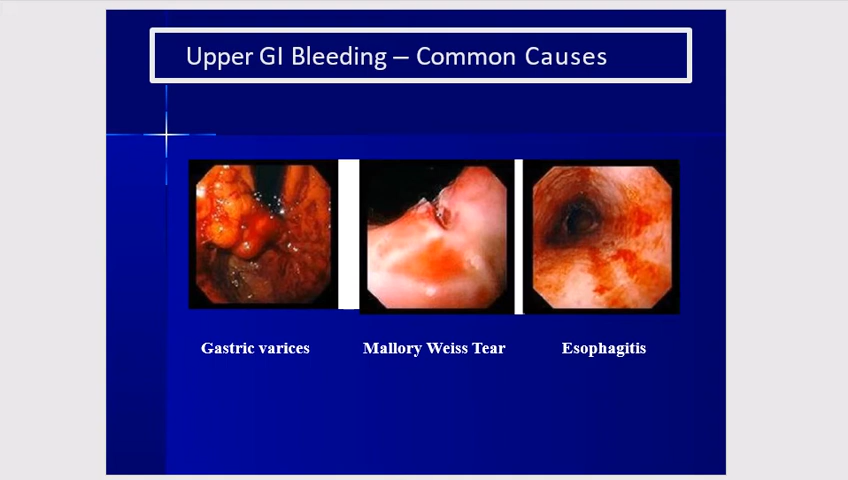 Upper GI Bleeding – Common Causes
Gastric varices
Mallory Weiss Tear
Esophagitis